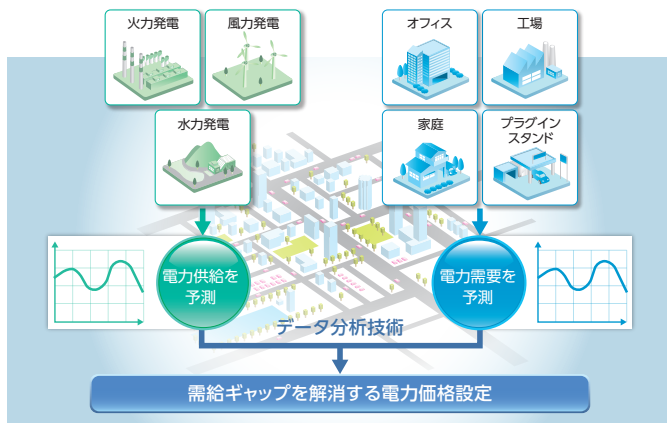 火力発電
風力発電
オフィス
工場
水力発電
家庭
プラグイン
スタンド
電力供給を
予測
電力需要を
予測
データ分析技術
需給ギャップを解消する電力価格設定